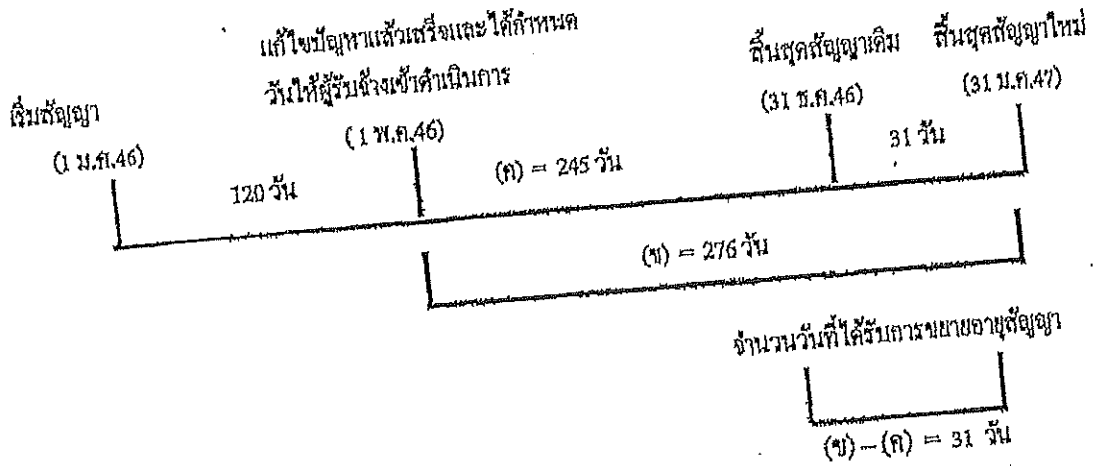 แก้ไขปัญหาแล้วเสร็จและได้กำหนด
วันให้ผู้รับจ้างเข้าดำเนินการ
สิ้นสุดสัญญาเดิม
สิ้นสุดสัญญาใหม่
เริ่มสัญญา
(1 ม.ค.46)
(1 พ.ค.46)
(31 ธ.ค.46)
(31 ม.ค.47)
120 วัน
(ค) = 245 วัน
31 วัน
(ข) = 276 วัน
จำนวนวันที่ได้รับการขยายอายุสัญญา
(ข) – (ค) = 31 วัน